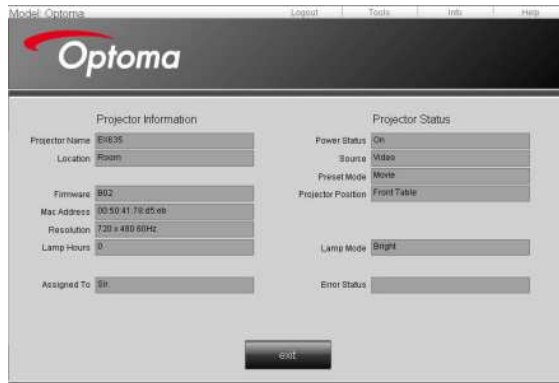 Model: Optoma
Logout Tools Info Help
Optoma
Projector Information
Projector Name EX635
Location Room
Firmware B02
Mac Address 00:50:41:78:d5:eb
Resolution 720 x 480 60Hz
Lamp Hours 0
Assigned To Sir.
Projector Status
Power Status On
Source Video
Preset Mode Movie
Projector Position Front Table
Lamp Mode Bright
Error Status
exit